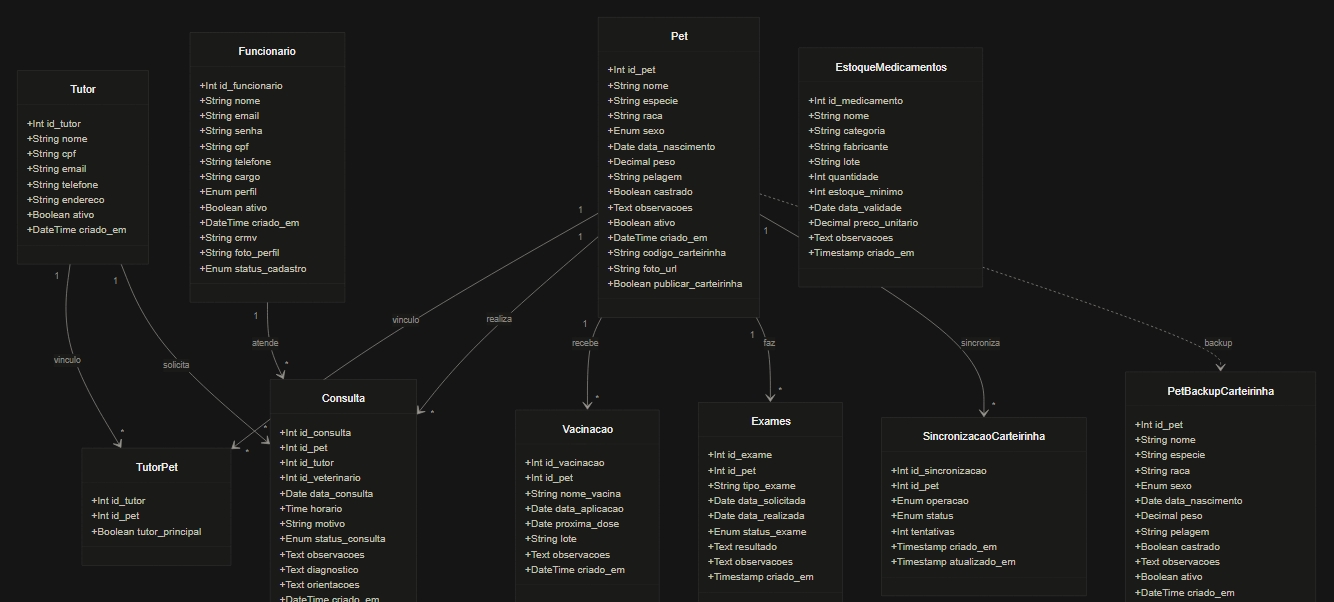 Tutor
+Int id_tutor
+String nome
+String cpf
+String email
+String telefone
+String endereco
+Boolean ativo
+DateTime criado_em
Funcionario
+Int id_funcionario
+String nome
+String email
+String senha
+String cpf
+String telefone
+String cargo
+Enum perfil
+Boolean ativo
+DateTime criado_em
+String crmv
+String foto_perfil
+Enum status_cadastro
Pet
+Int id_pet
+String nome
+String especie
+String raca
+Enum sexo
+Date data_nascimento
+Decimal peso
+String pelagem
+Boolean castrado
+Text observacoes
+Boolean ativo
+DateTime criado_em
+String codigo_carteirinha
+String foto_url
+Boolean publicar_carteirinha
EstoqueMedicamentos
+Int id_medicamento
+String nome
+String categoria
+String fabricante
+String lote
+Int quantidade
+Int estoque_minimo
+Date data_validade
+Decimal preco_unitario
+Text observacoes
+Timestamp criado_em
1
1
1
1
1
1
1
1
vinculo
solicita
atende
vinculo
realiza
recebe
faz
sincroniza
backup
*
*
*
*
*
*
*
*
TutorPet
+Int id_tutor
+Int id_pet
+Boolean tutor_principal
Consulta
+Int id_consulta
+Int id_pet
+Int id_tutor
+Int id_veterinario
+Date data_consulta
+Time horario
+String motivo
+Enum status_consulta
+Text observacoes
+Text diagnostico
+Text orientacoes
+DateTime criado_em
Vacinacao
+Int id_vacinacao
+Int id_pet
+String nome_vacina
+Date data_aplicacao
+Date proxima_dose
+String lote
+Text observacoes
+DateTime criado_em
Exames
+Int id_exame
+Int id_pet
+String tipo_exame
+Date data_solicitada
+Date data_realizada
+Enum status_exame
+Text resultado
+Text observacoes
+Timestamp criado_em
SincronizacaoCarteirinha
+Int id_sincronizacao
+Int id_pet
+Enum operacao
+Enum status
+Int tentativas
+Timestamp criado_em
+Timestamp atualizado_em
PetBackupCarteirinha
+Int id_pet
+String nome
+String especie
+String raca
+Enum sexo
+Date data_nascimento
+Decimal peso
+String pelagem
+Boolean castrado
+Text observacoes
+Boolean ativo
+DateTime criado_em